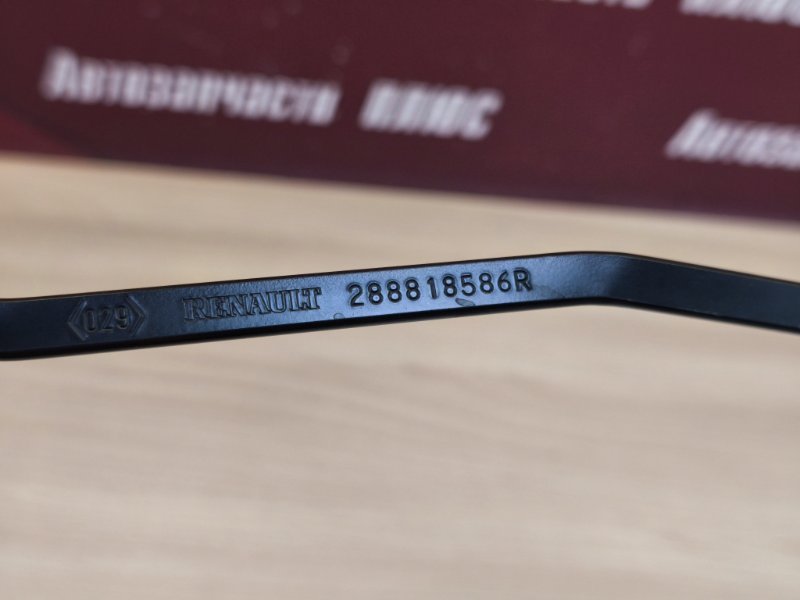 Автозапчасти ПЛЮС
Автоза
029 RENAULT 288818586R